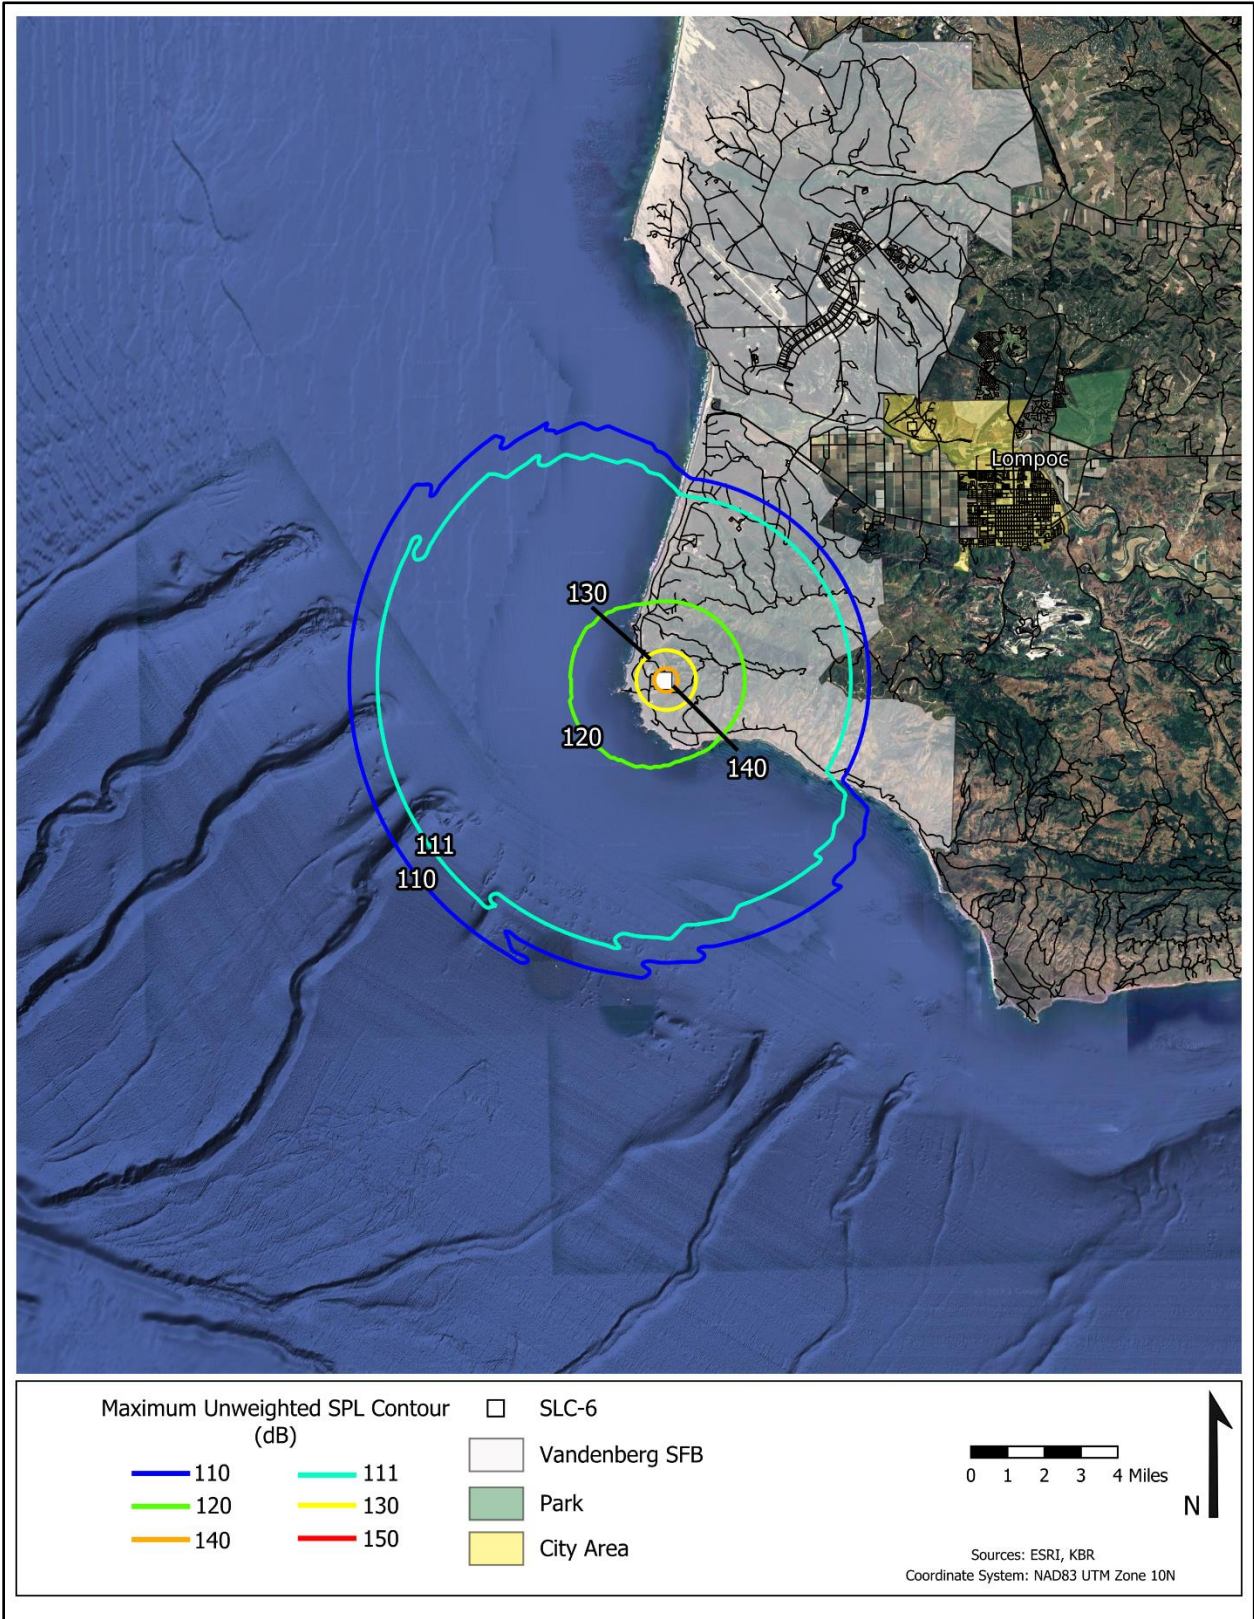 Lompoc
130
120
140
111
110
Maximum Unweighted SPL Contour
(dB)
110
111
120
130
140
150
SLC-6
Vandenberg SFB
Park
City Area
0 1 2 3 4 Miles
N
Sources: ESRI, KBR
Coordinate System: NAD83 UTM Zone 10N